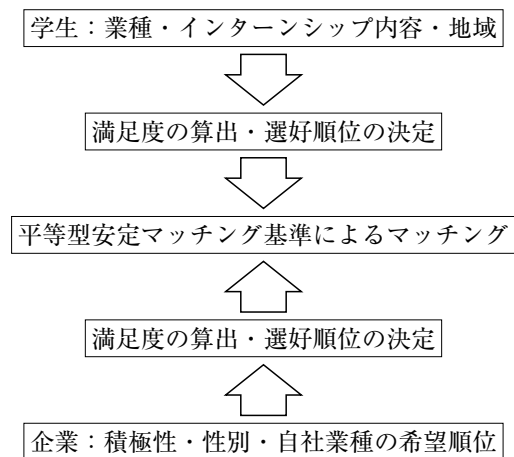 学生：業種・インターンシップ内容・地域
満足度の算出・選好順位の決定
平等型安定マッチング基準によるマッチング
満足度の算出・選好順位の決定
企業：積極性・性別・自社業種の希望順位